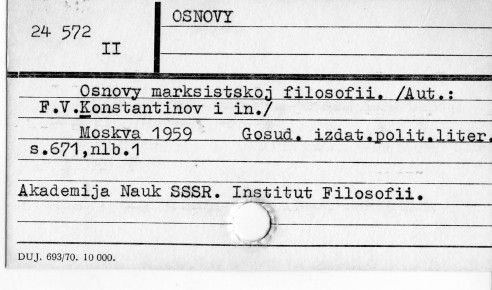 OSNOVY
24 572
II
Osnovy marksistskoj filosofii. /Aut.:
F.V.Konstantinov i in./
Moskva 1959 Gosud. izdat.polit.liter.
s.671,nlb.1
Akademija Nauk SSSR. Institut Filosofii.
DUJ. 693/70. 10 000.